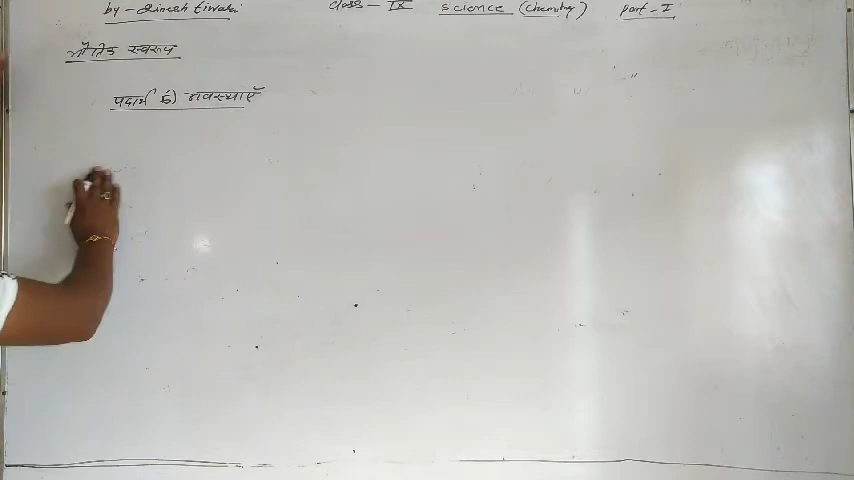 by - Dinesh Tiwari class - IX Science (Chemistry) part - I
भौतिक स्वरूप
पदार्थ की अवस्थाएँ